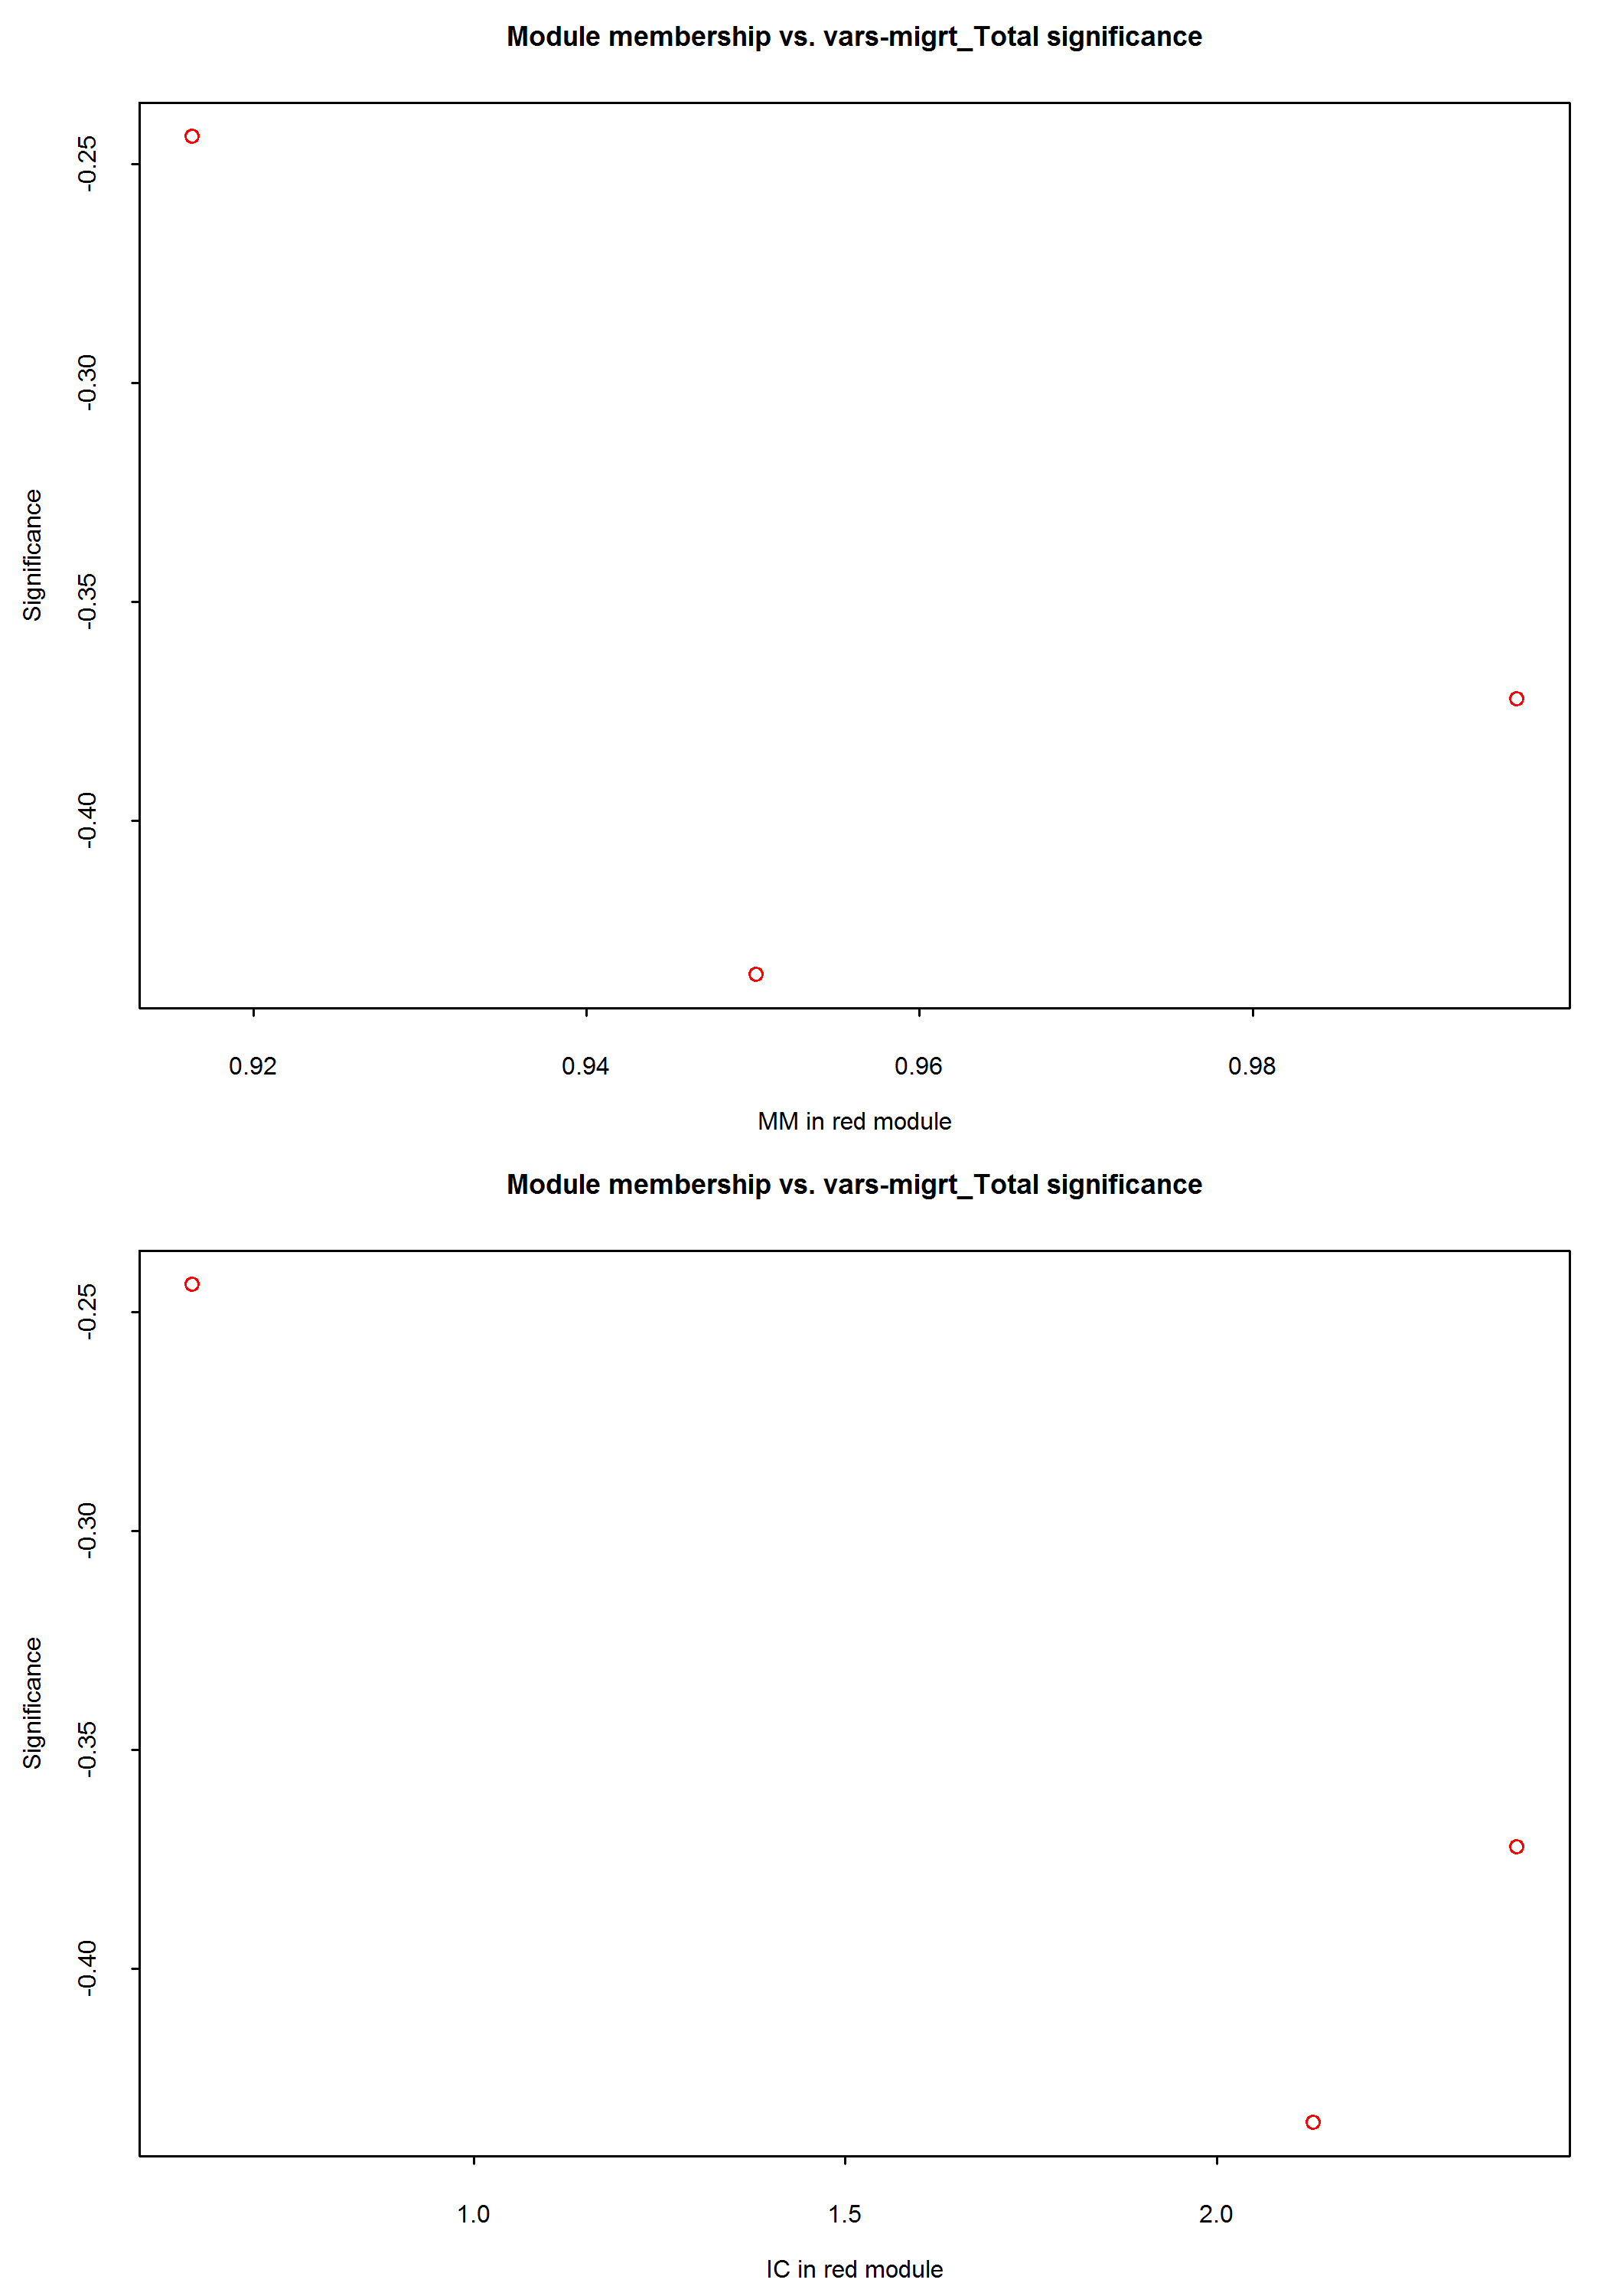 Module membership vs. vars-migrt_Total significance
-0.25
-0.30
-0.35
-0.40
Significance
0.92 0.94 0.96 0.98
MM in red module
Module membership vs. vars-migrt_Total significance
-0.25
-0.30
-0.35
-0.40
Significance
1.0 1.5 2.0
IC in red module